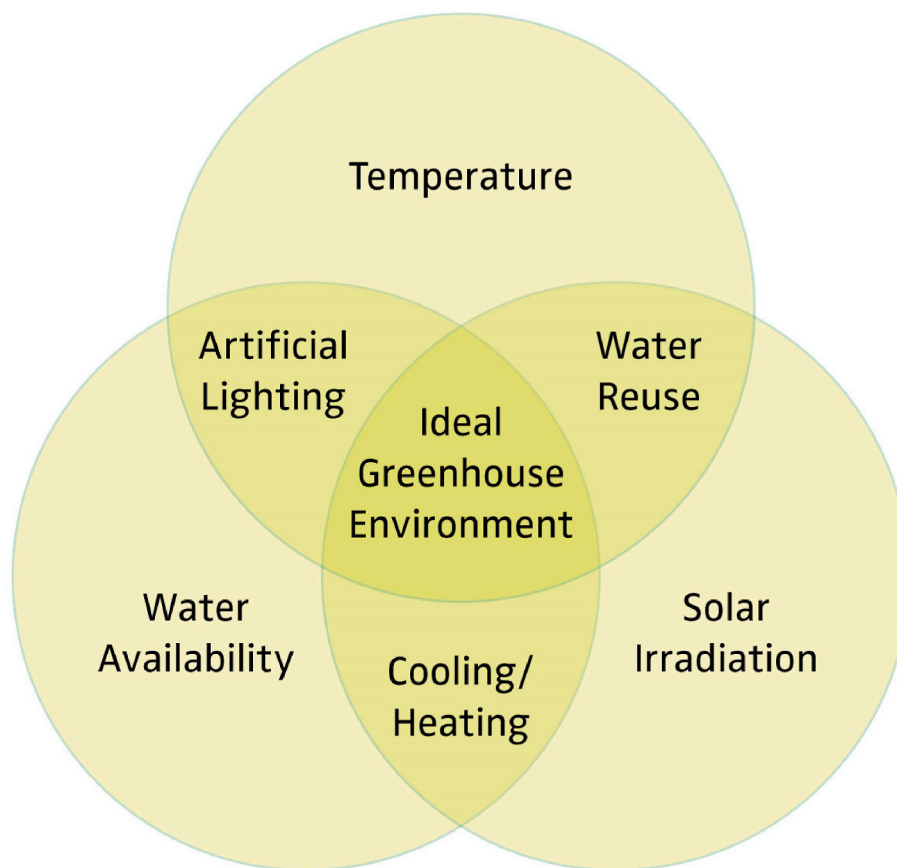 Temperature
Artificial
Lighting
Water
Reuse
Ideal
Greenhouse
Environment
Water
Availability
Solar
Irradiation
Cooling/
Heating